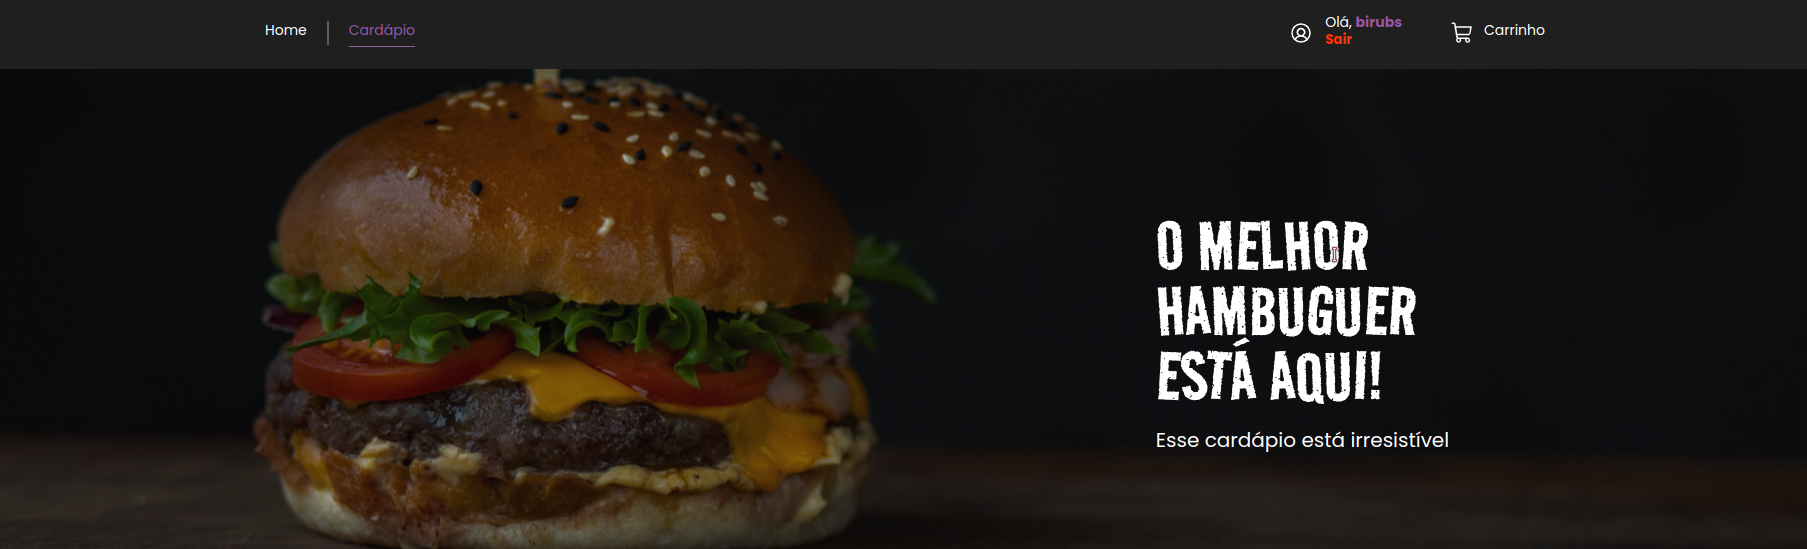 Home
Cardápio
Olá, birubs
Sair
Carrinho
O MELHOR
HAMBUGUER
ESTÁ AQUI!
Esse cardápio está irresistível